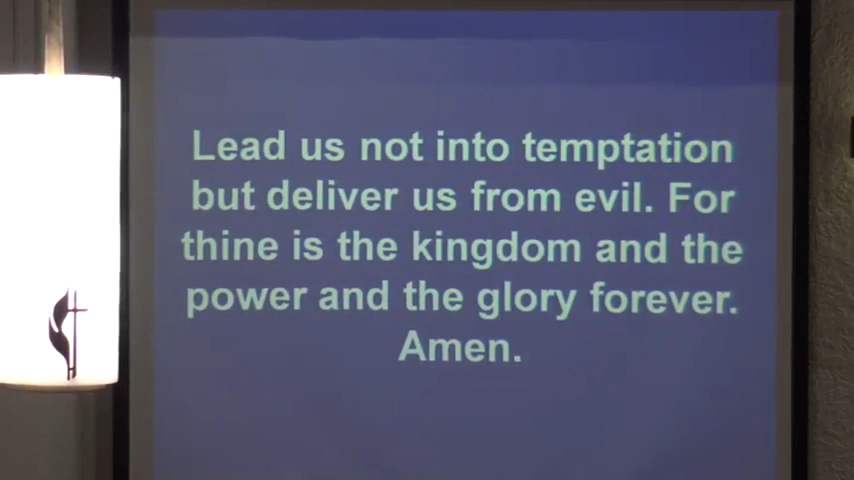 Lead us not into temptation
but deliver us from evil. For
thine is the kingdom and the
power and the glory forever.
Amen.